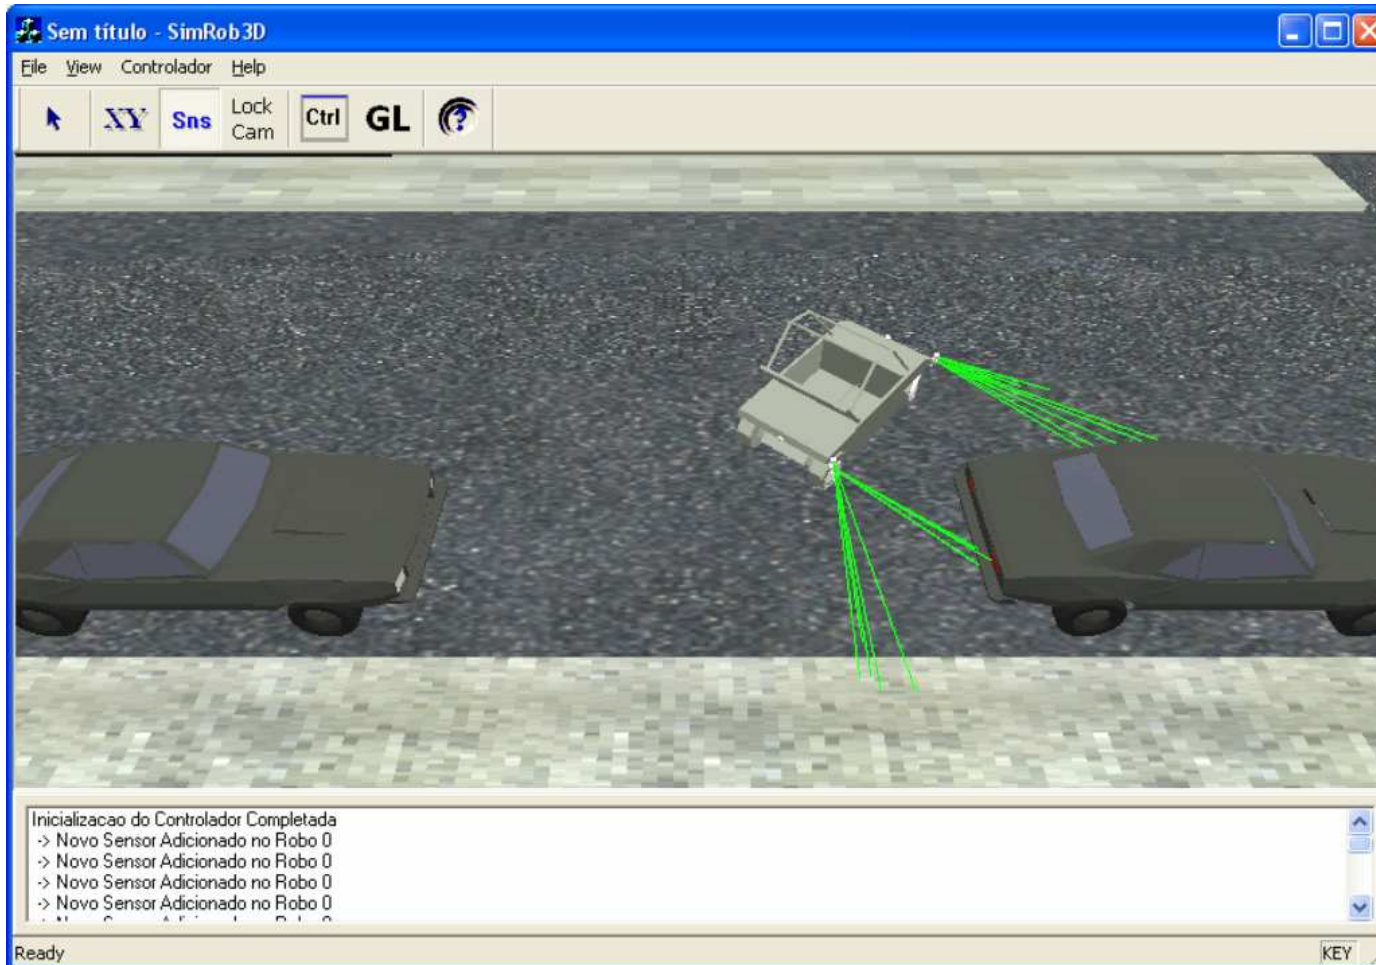 Sem título - SimRob3D
File View Controlador Help
XY Sns Lock Cam Ctrl GL ?
Inicializacao do Controlador Completada
-> Novo Sensor Adicionado no Robo 0
-> Novo Sensor Adicionado no Robo 0
-> Novo Sensor Adicionado no Robo 0
-> Novo Sensor Adicionado no Robo 0
Ready KEY